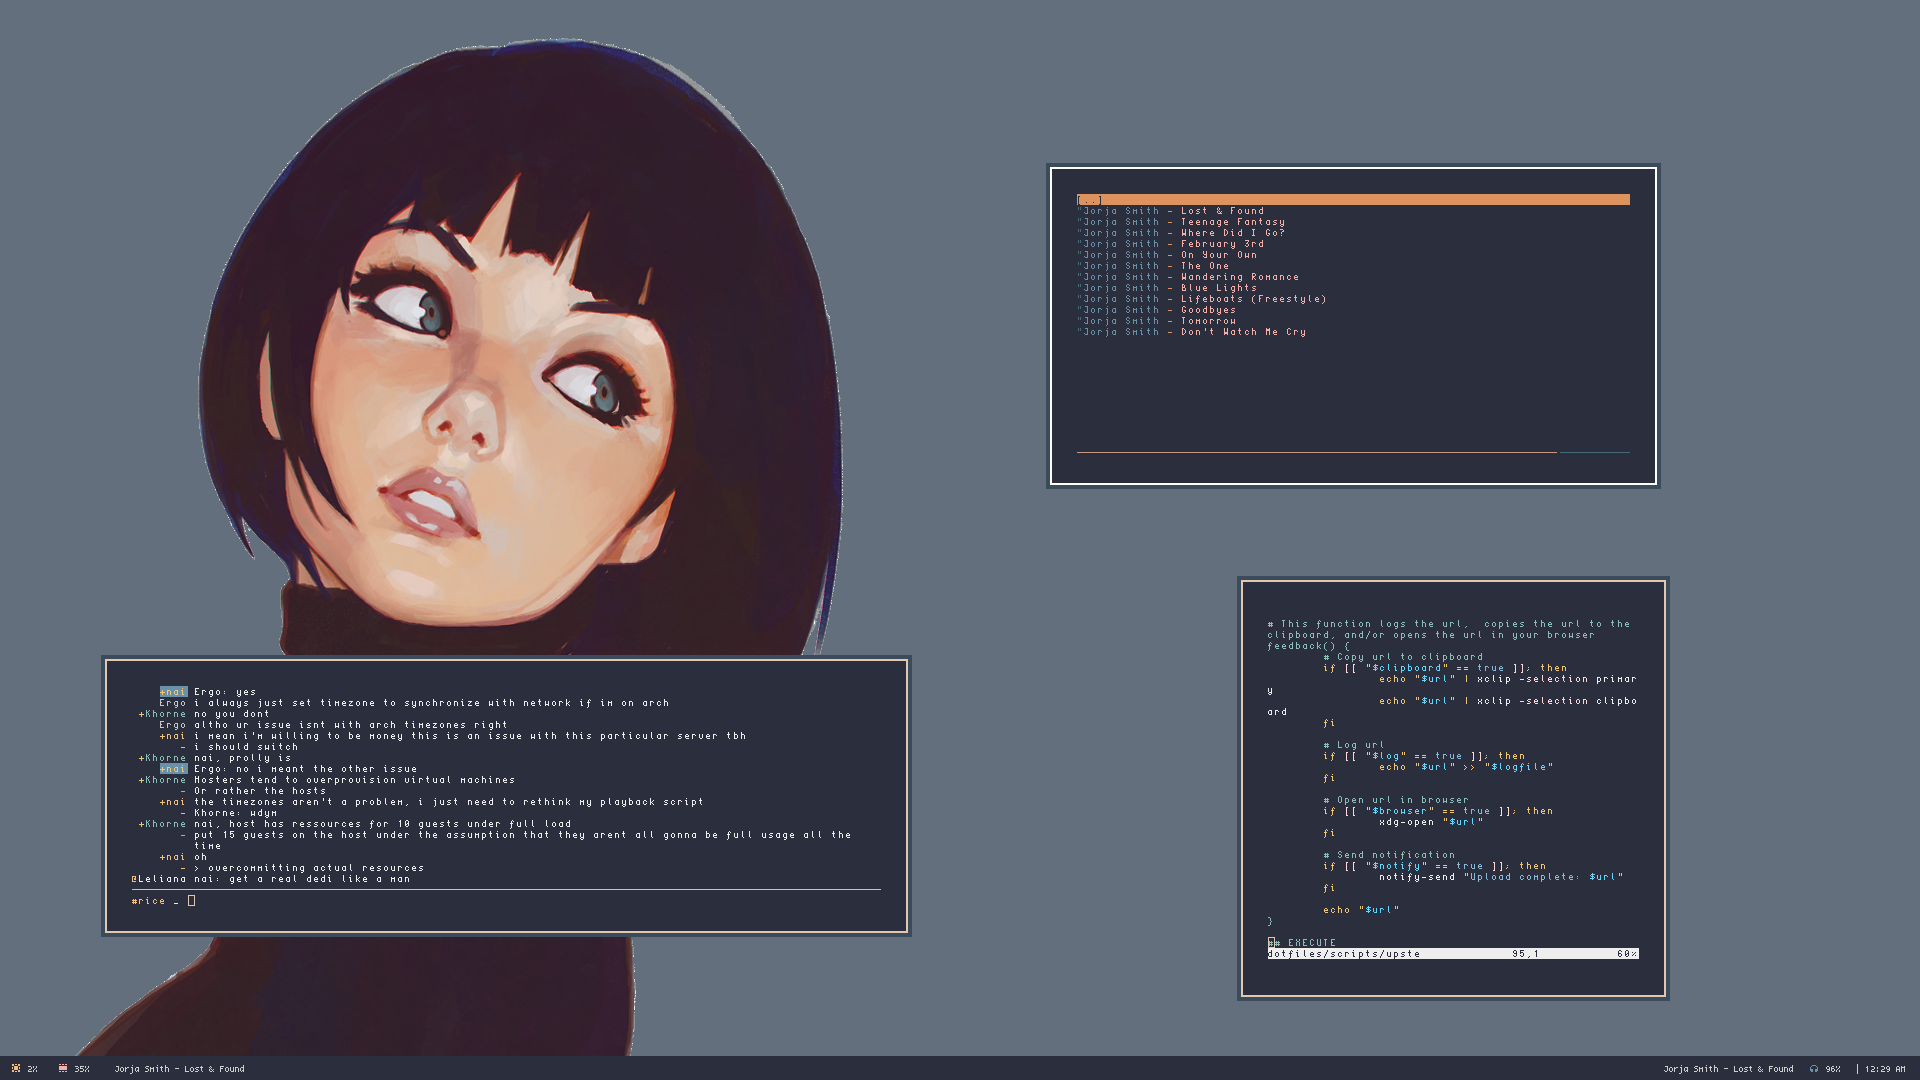 [..]
"Jorja Smith - Lost & Found
"Jorja Smith - Teenage Fantasy
"Jorja Smith - Where Did I Go?
"Jorja Smith - February 3rd
"Jorja Smith - On Your Own
"Jorja Smith - The One
"Jorja Smith - Wandering Romance
"Jorja Smith - Blue Lights
"Jorja Smith - Lifeboats (Freestyle)
"Jorja Smith - Goodbyes
"Jorja Smith - Tomorrow
"Jorja Smith - Don't Watch Me Cry
+nai Ergo: yes
Ergo i always just set timezone to synchronize with network if im on arch
+Khorne no you dont
Ergo altho ur issue isnt with arch timezones right
+nai i mean i'm willing to be money this is an issue with this particular server tbh
- i should switch
+Khorne nai, prolly is
+nai Ergo: no i meant the other issue
+Khorne Hosters tend to overprovision virtual machines
- Or rather the hosts
+nai the timezones aren't a problem, i just need to rethink my playback script
- Khorne: wdym
+Khorne nai, host has ressources for 10 guests under full load
- put 15 guests on the host under the assumption that they arent all gonna be full usage all the
time
+nai oh
- > overcommitting actual resources
@Leliana nai: get a real dedi like a man
#rice _
# This function logs the url,  copies the url to the
clipboard, and/or opens the url in your browser
feedback() {
# Copy url to clipboard
if [[ "$clipboard" == true ]]; then
echo "$url" | xclip -selection primar
y
echo "$url" | xclip -selection clipbo
ard
fi
# Log url
if [[ "$log" == true ]]; then
echo "$url" >> "$logfile"
fi
# Open url in browser
if [[ "$browser" == true ]]; then
xdg-open "$url"
fi
# Send notification
if [[ "$notify" == true ]]; then
notify-send "Upload complete: $url"
fi
echo "$url"
}
## EXECUTE
dotfiles/scripts/upste 95,1 60%
2% 35% Jorja Smith - Lost & Found Jorja Smith - Lost & Found 96% | 12:29 AM